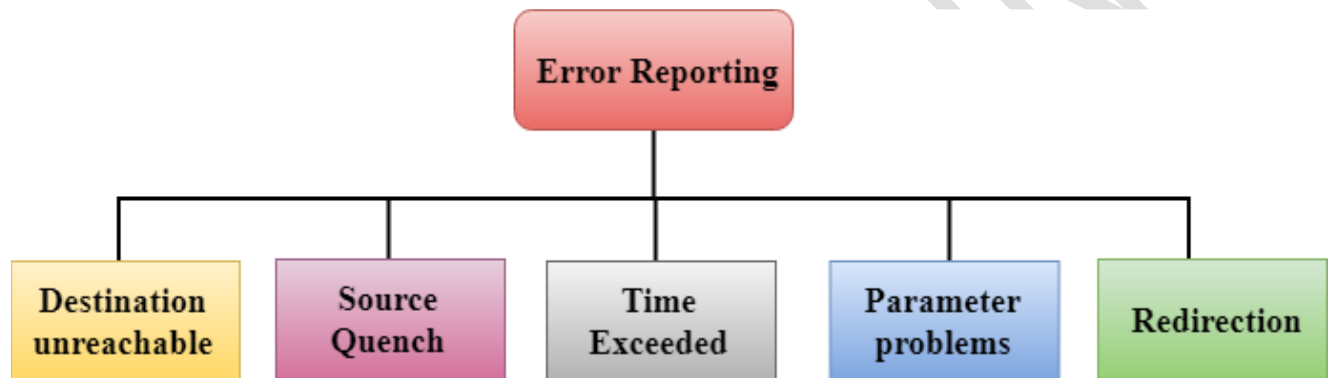 Error Reporting
Destination
unreachable
Source
Quench
Time
Exceeded
Parameter
problems
Redirection